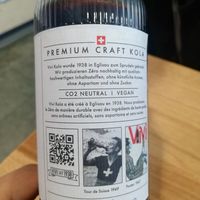 PREMIUM CRAFT KOLA
Vivi Kola wurde 1938 in Eglisau zum Sprudeln gebracht.
Wir produzieren Zéro nachhaltig mit qualitativ
hochwertigen Inhaltsstoffen, ohne künstliche Aromen,
ohne Aspartam und ohne Zucker.
CO2 NEUTRAL | VEGAN
Vivi Kola a été créé à Eglisau en 1938. Nous produisons
le Zéro de manière durable avec des ingrédients de haute
sans arômes artificiels, sans aspartame et sans sucre
Tour de Suisse 1949